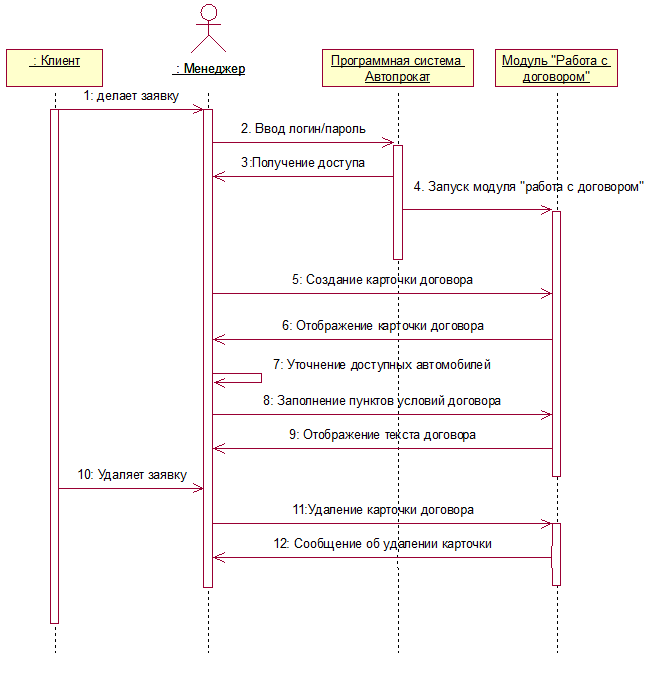 : Клиент
: Менеджер
Программная система
Автопрокат
Модуль "Работа с
договором"
1: делает заявку
2. Ввод логин/пароль
3:Получение доступа
4. Запуск модуля "работа с договором"
5: Создание карточки договора
6: Отображение карточки договора
7: Уточнение доступных автомобилей
8: Заполнение пунктов условий договора
9: Отображение текста договора
10: Удаляет заявку
11:Удаление карточки договора
12: Сообщение об удалении карточки